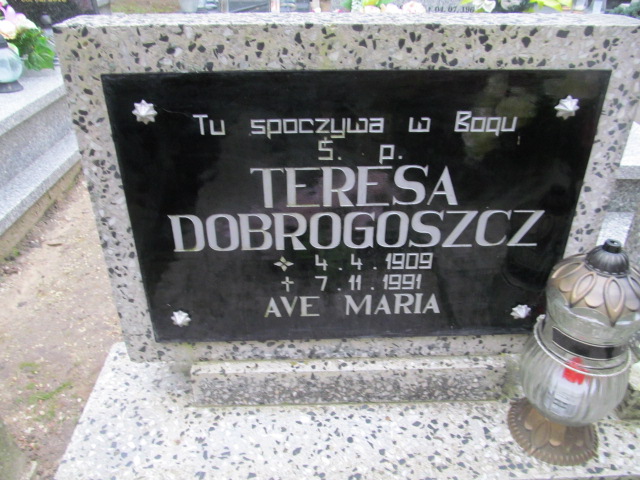 Tu spoczywa w Bogu
Ś. p.
TERESA
DOBROGOSZCZ
4.4.1909
† 7.11.1991
AVE MARIA